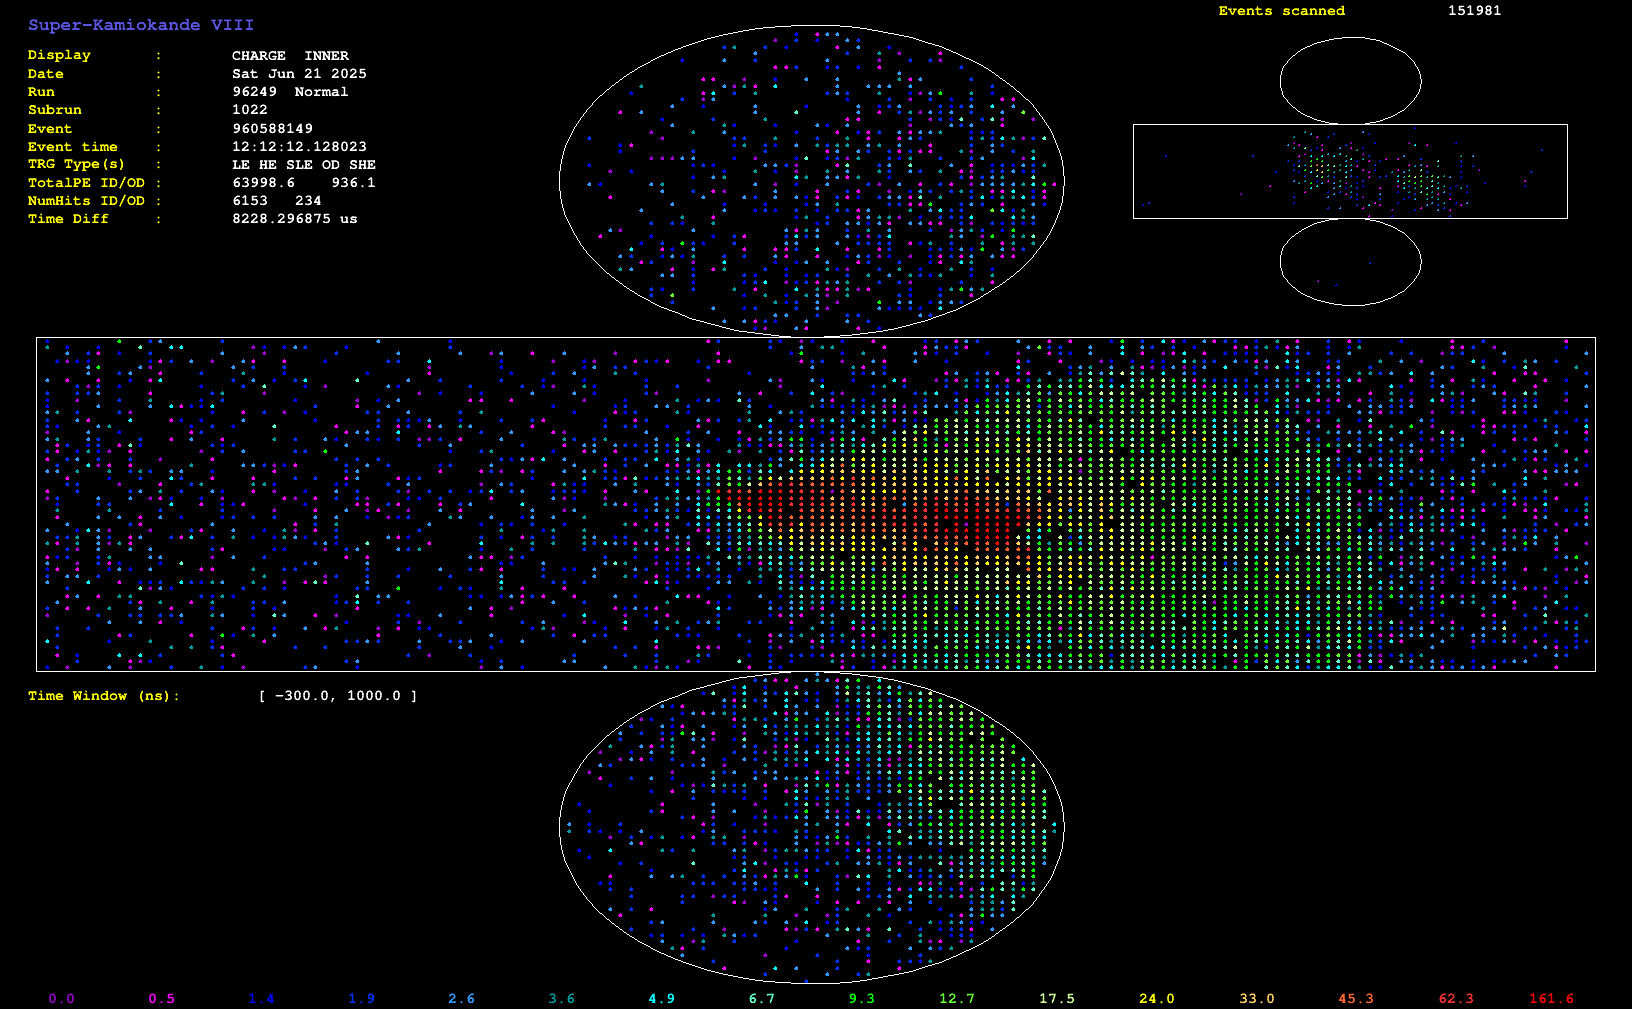 Super-Kamiokande VIII
Events scanned 151981
Display : CHARGE INNER
Date : Sat Jun 21 2025
Run : 96249 Normal
Subrun : 1022
Event : 960588149
Event time : 12:12:12.128023
TRG Type(s) : LE HE SLE OD SHE
TotalPE ID/OD : 63998.6 936.1
NumHits ID/OD : 6153 234
Time Diff : 8228.296875 us
Time Window (ns): [ -300.0, 1000.0 ]
0.0 0.5 1.4 1.9 2.6 3.6 4.9 6.7 9.3 12.7 17.5 24.0 33.0 45.3 62.3 161.6